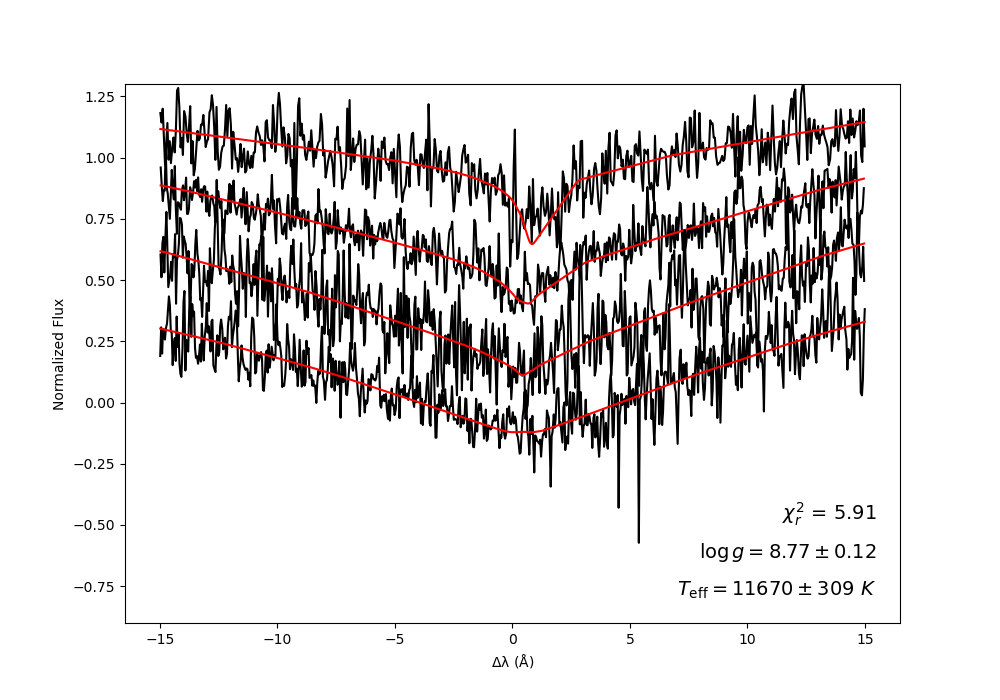 1.25
1.00
0.75
0.50
0.25
0.00
−0.25
−0.50
−0.75
Normalized Flux
χ²ᵣ = 5.91
log g = 8.77 ± 0.12
T_eff = 11670 ± 309 K
−15 −10 −5 0 5 10 15
Δλ (Å)